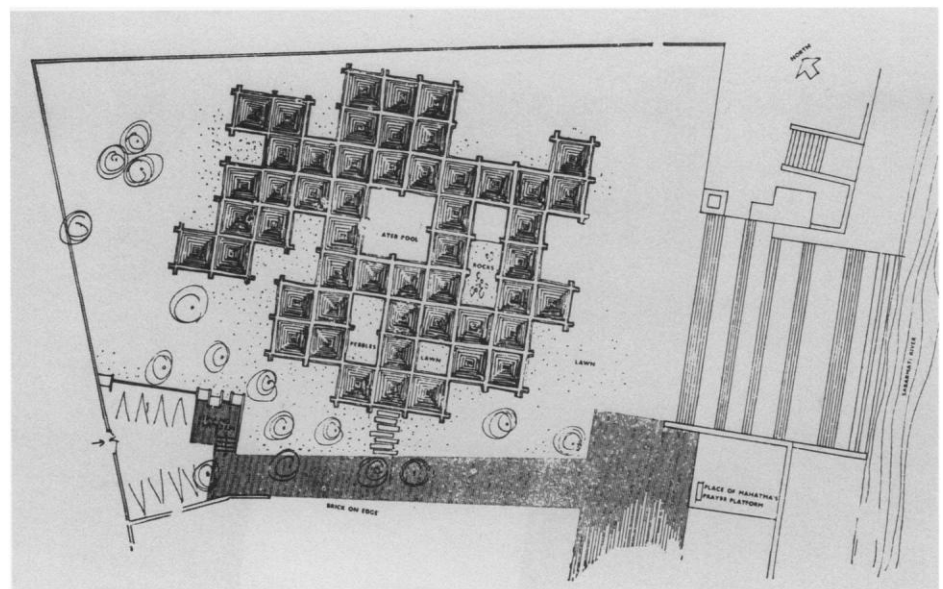 NORTH
ATER POOL
ROCKS
PEBBLES
LAWN
LAWN
SABARMATI RIVER
PLACE OF MAHATMA'S
PRAYER PLATFORM
BRICK ON EDGE